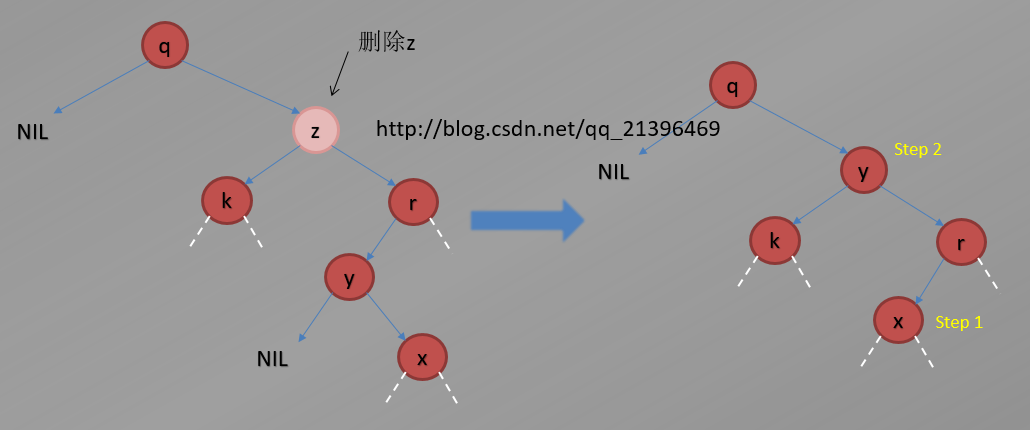 删除z
q
NIL
z
http://blog.csdn.net/qq_21396469
k
r
y
NIL
x
q
NIL
y
Step 2
k
r
x
Step 1